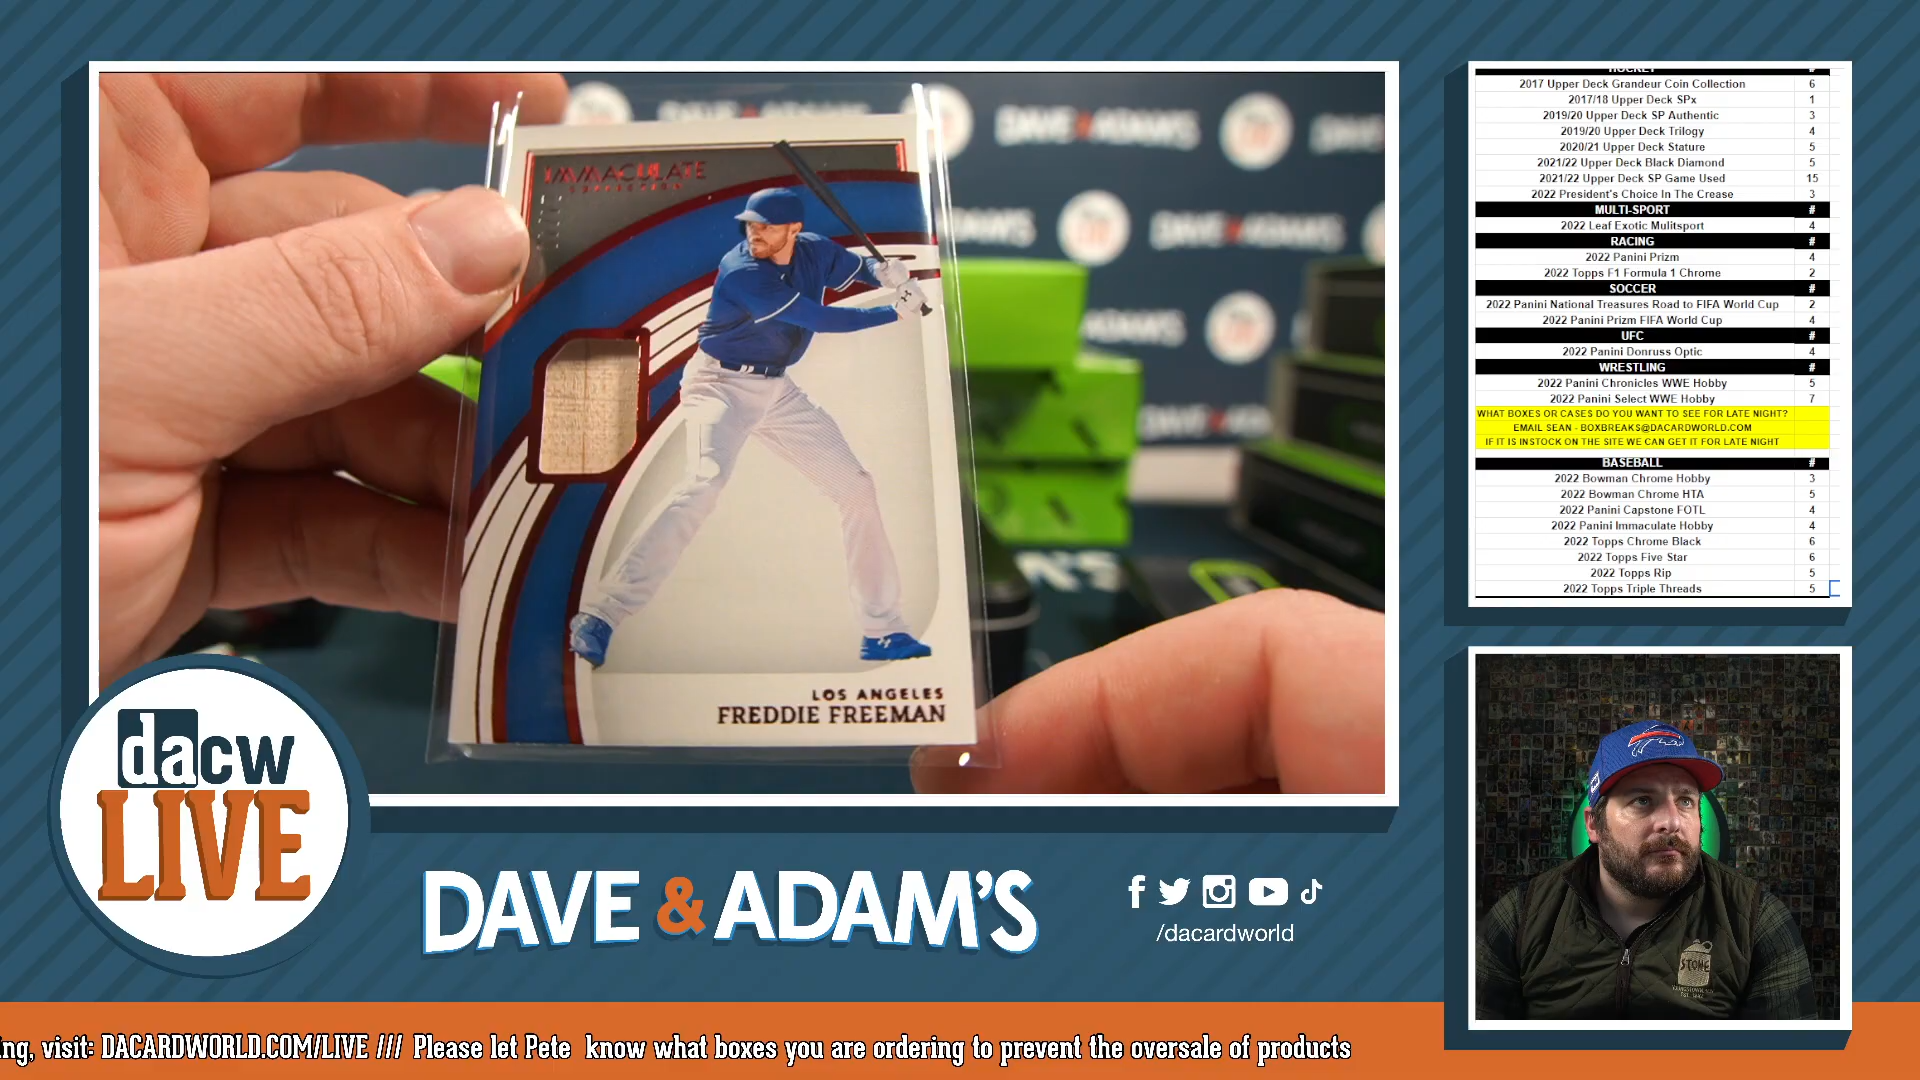 IMMACULATE
COLLECTION
LOS ANGELES
FREDDIE FREEMAN
DAVE & ADAM'S
HOCKEY #
2017 Upper Deck Grandeur Coin Collection 6
2017/18 Upper Deck SPx 1
2019/20 Upper Deck SP Authentic 3
2019/20 Upper Deck Trilogy 4
2020/21 Upper Deck Stature 5
2021/22 Upper Deck Black Diamond 5
2021/22 Upper Deck SP Game Used 15
2022 President's Choice In The Crease 3
MULTI-SPORT #
2022 Leaf Exotic Mulitsport 4
RACING #
2022 Panini Prizm 4
2022 Topps F1 Formula 1 Chrome 2
SOCCER #
2022 Panini National Treasures Road to FIFA World Cup 2
2022 Panini Prizm FIFA World Cup 4
UFC #
2022 Panini Donruss Optic 4
WRESTLING #
2022 Panini Chronicles WWE Hobby 5
2022 Panini Select WWE Hobby 7
WHAT BOXES OR CASES DO YOU WANT TO SEE FOR LATE NIGHT?
EMAIL SEAN - BOXBREAKS@DACARDWORLD.COM
IF IT IS INSTOCK ON THE SITE WE CAN GET IT FOR LATE NIGHT
BASEBALL #
2022 Bowman Chrome Hobby 3
2022 Bowman Chrome HTA 5
2022 Panini Capstone FOTL 4
2022 Panini Immaculate Hobby 4
2022 Topps Chrome Black 6
2022 Topps Five Star 6
2022 Topps Rip 5
2022 Topps Triple Threads 5
dacw
LIVE
DAVE & ADAM'S
/dacardworld
STONE
ng, visit: DACARDWORLD.COM/LIVE /// Please let Pete know what boxes you are ordering to prevent the oversale of products